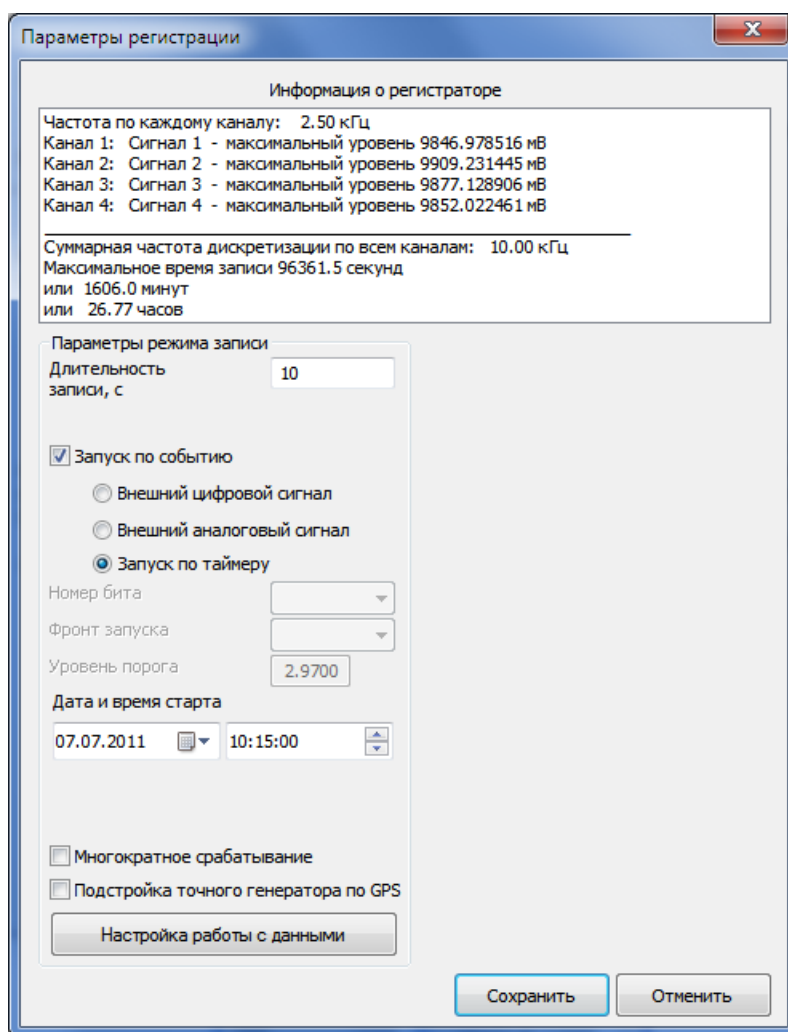 Параметры регистрации
Информация о регистраторе
Частота по каждому каналу: 2.50 кГц
Канал 1: Сигнал 1 - максимальный уровень 9846.978516 мВ
Канал 2: Сигнал 2 - максимальный уровень 9909.231445 мВ
Канал 3: Сигнал 3 - максимальный уровень 9877.128906 мВ
Канал 4: Сигнал 4 - максимальный уровень 9852.022461 мВ
Суммарная частота дискретизации по всем каналам: 10.00 кГц
Максимальное время записи 96361.5 секунд
или 1606.0 минут
или 26.77 часов
Параметры режима записи
Длительность
записи, с
10
Запуск по событию
Внешний цифровой сигнал
Внешний аналоговый сигнал
Запуск по таймеру
Номер бита
Фронт запуска
Уровень порога 2.9700
Дата и время старта
07.07.2011 10:15:00
Многократное срабатывание
Подстройка точного генератора по GPS
Настройка работы с данными
Сохранить Отменить